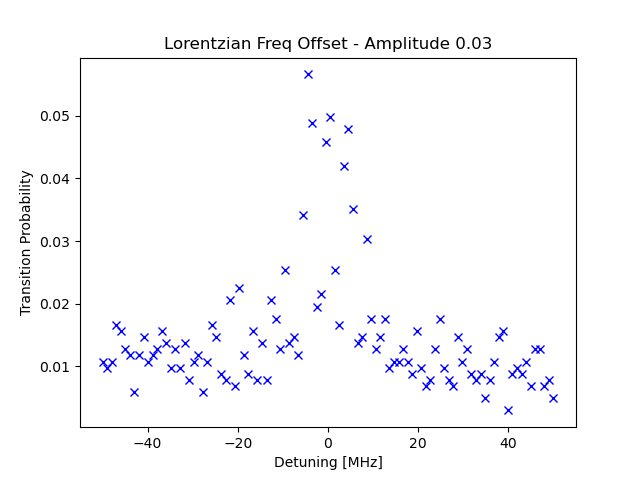 Lorentzian Freq Offset - Amplitude 0.03
Transition Probability
0.05
0.04
0.03
0.02
0.01
−40 −20 0 20 40
Detuning [MHz]